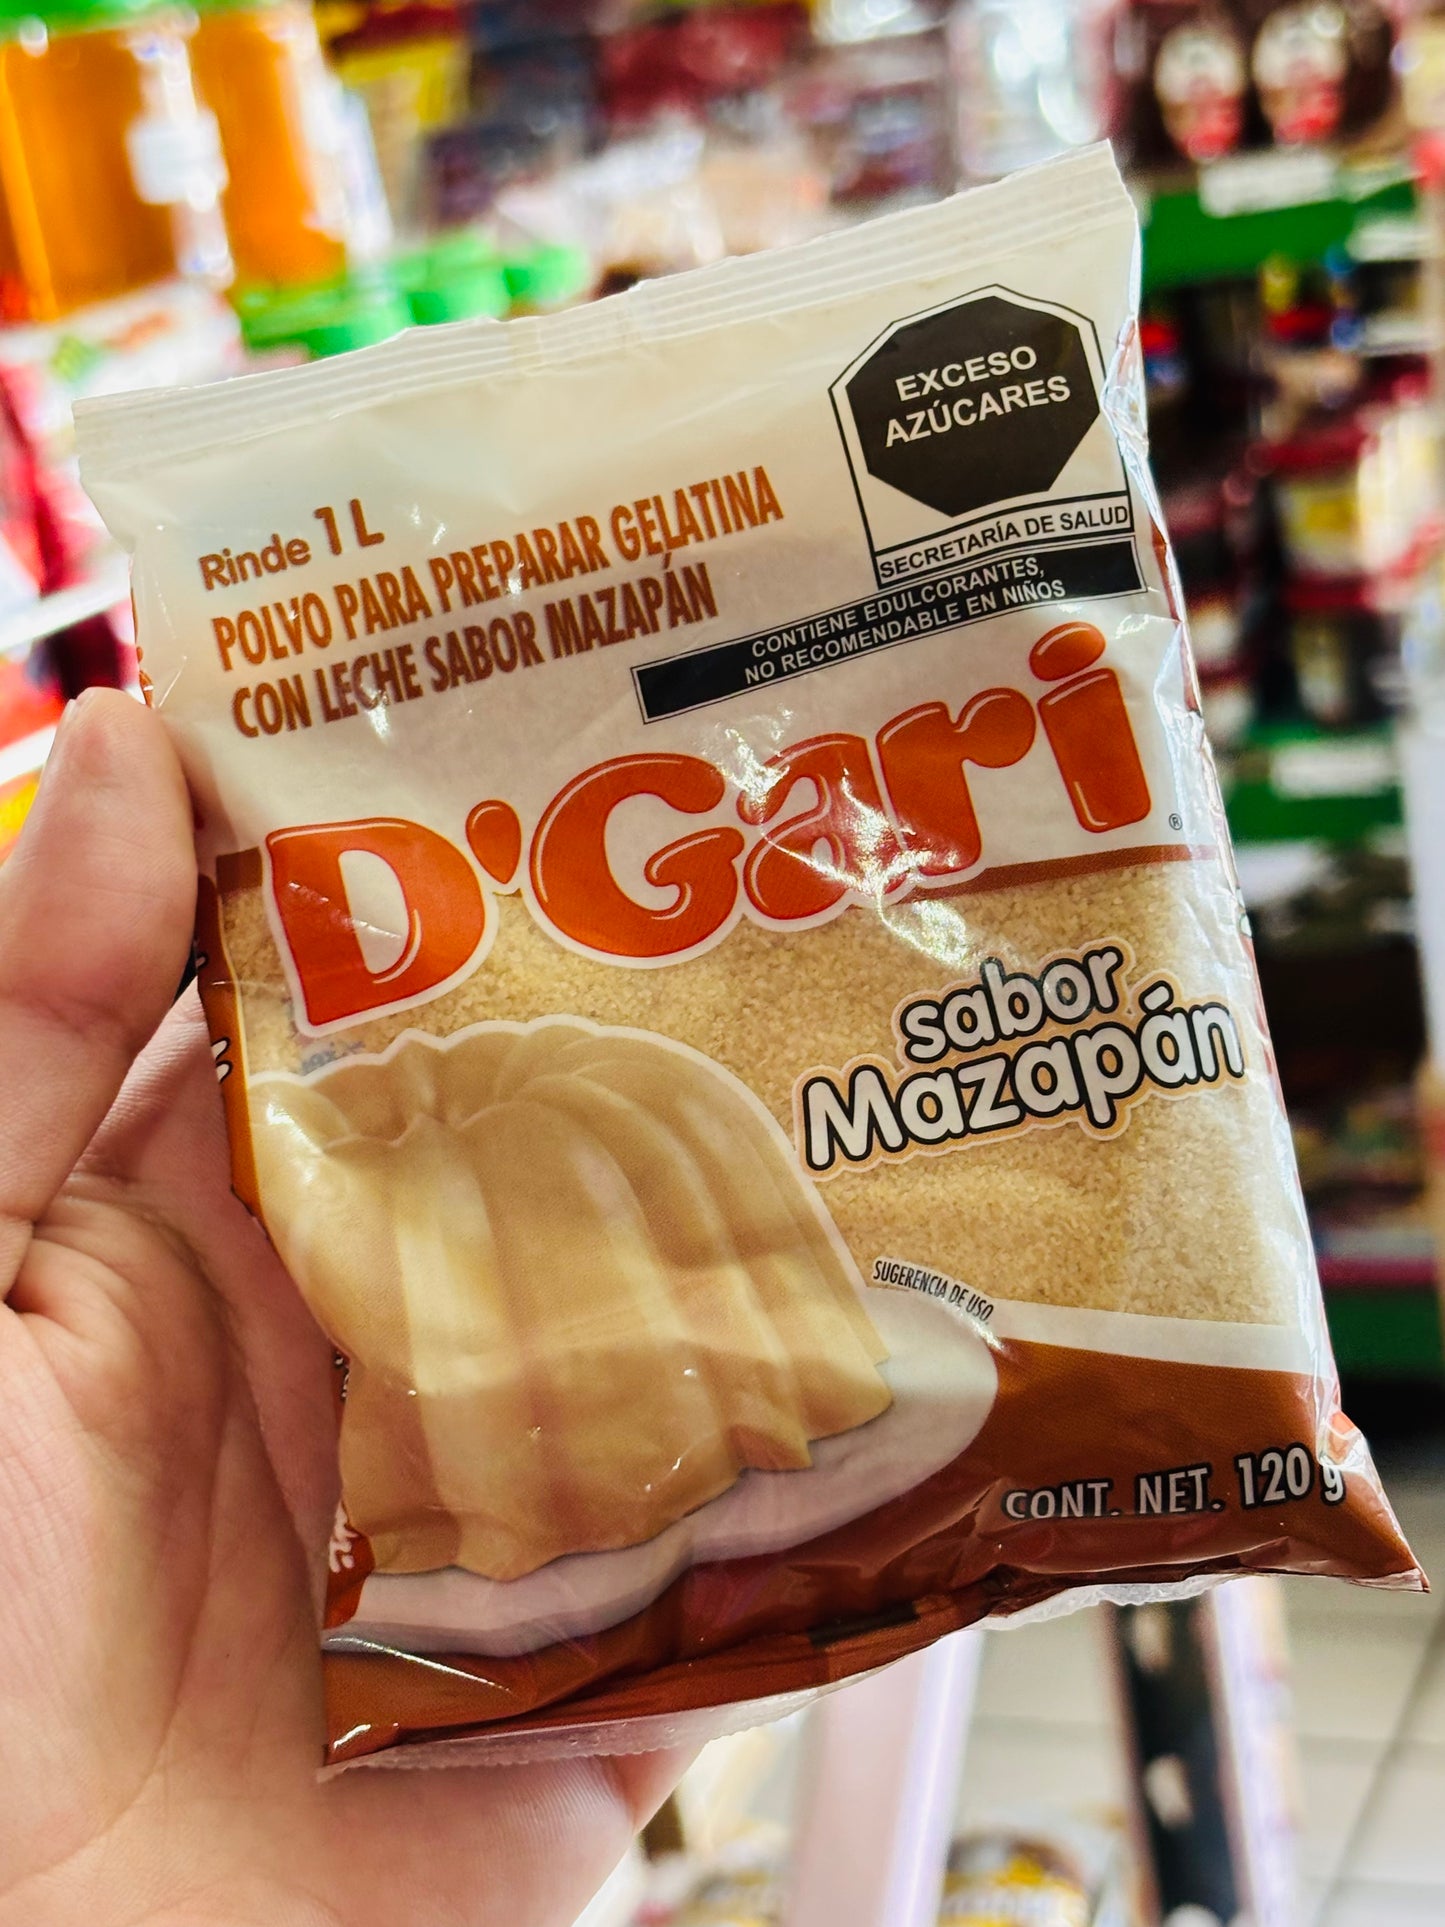 EXCESO
AZÚCARES
SECRETARÍA DE SALUD
CONTIENE EDULCORANTES,
NO RECOMENDABLE EN NIÑOS
Rinde 1 L
POLVO PARA PREPARAR GELATINA
CON LECHE SABOR MAZAPÁN
D'Gari®
sabor
Mazapán
SUGERENCIA DE USO
CONT. NET. 120 g